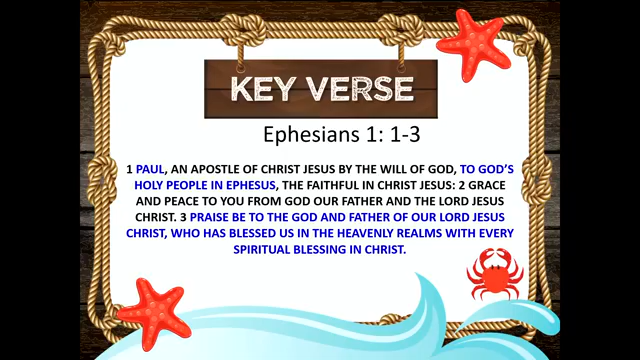 KEY VERSE
Ephesians 1: 1-3
1 PAUL, AN APOSTLE OF CHRIST JESUS BY THE WILL OF GOD, TO GOD'S
HOLY PEOPLE IN EPHESUS, THE FAITHFUL IN CHRIST JESUS: 2 GRACE
AND PEACE TO YOU FROM GOD OUR FATHER AND THE LORD JESUS
CHRIST. 3 PRAISE BE TO THE GOD AND FATHER OF OUR LORD JESUS
CHRIST, WHO HAS BLESSED US IN THE HEAVENLY REALMS WITH EVERY
SPIRITUAL BLESSING IN CHRIST.